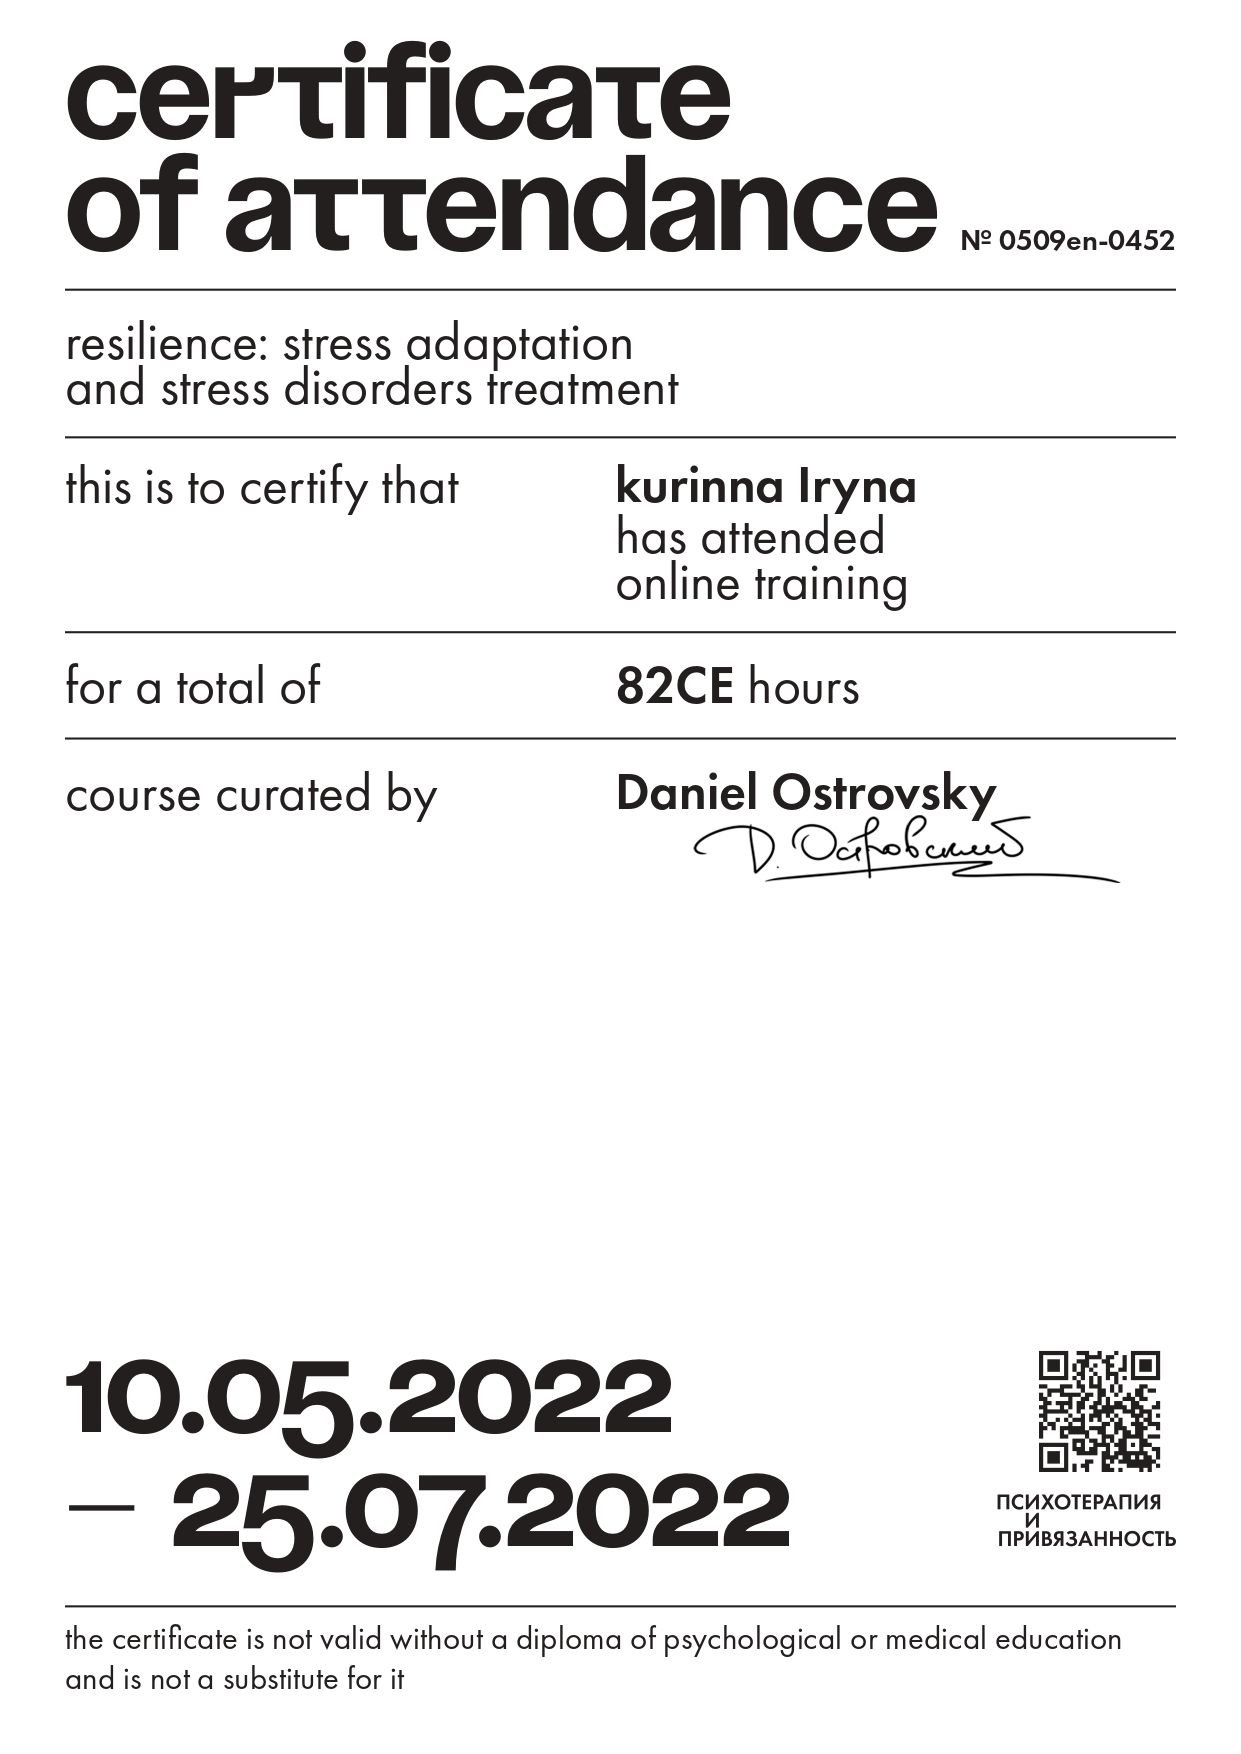 certificate
of attendance
№ 0509en-0452
resilience: stress adaptation
and stress disorders treatment
this is to certify that
kurinna Iryna
has attended
online training
for a total of
82CE hours
course curated by
Daniel Ostrovsky
Д. Островский
10.05.2022
— 25.07.2022
ПСИХОТЕРАПИЯ
И
ПРИВЯЗАННОСТЬ
the certificate is not valid without a diploma of psychological or medical education
and is not a substitute for it